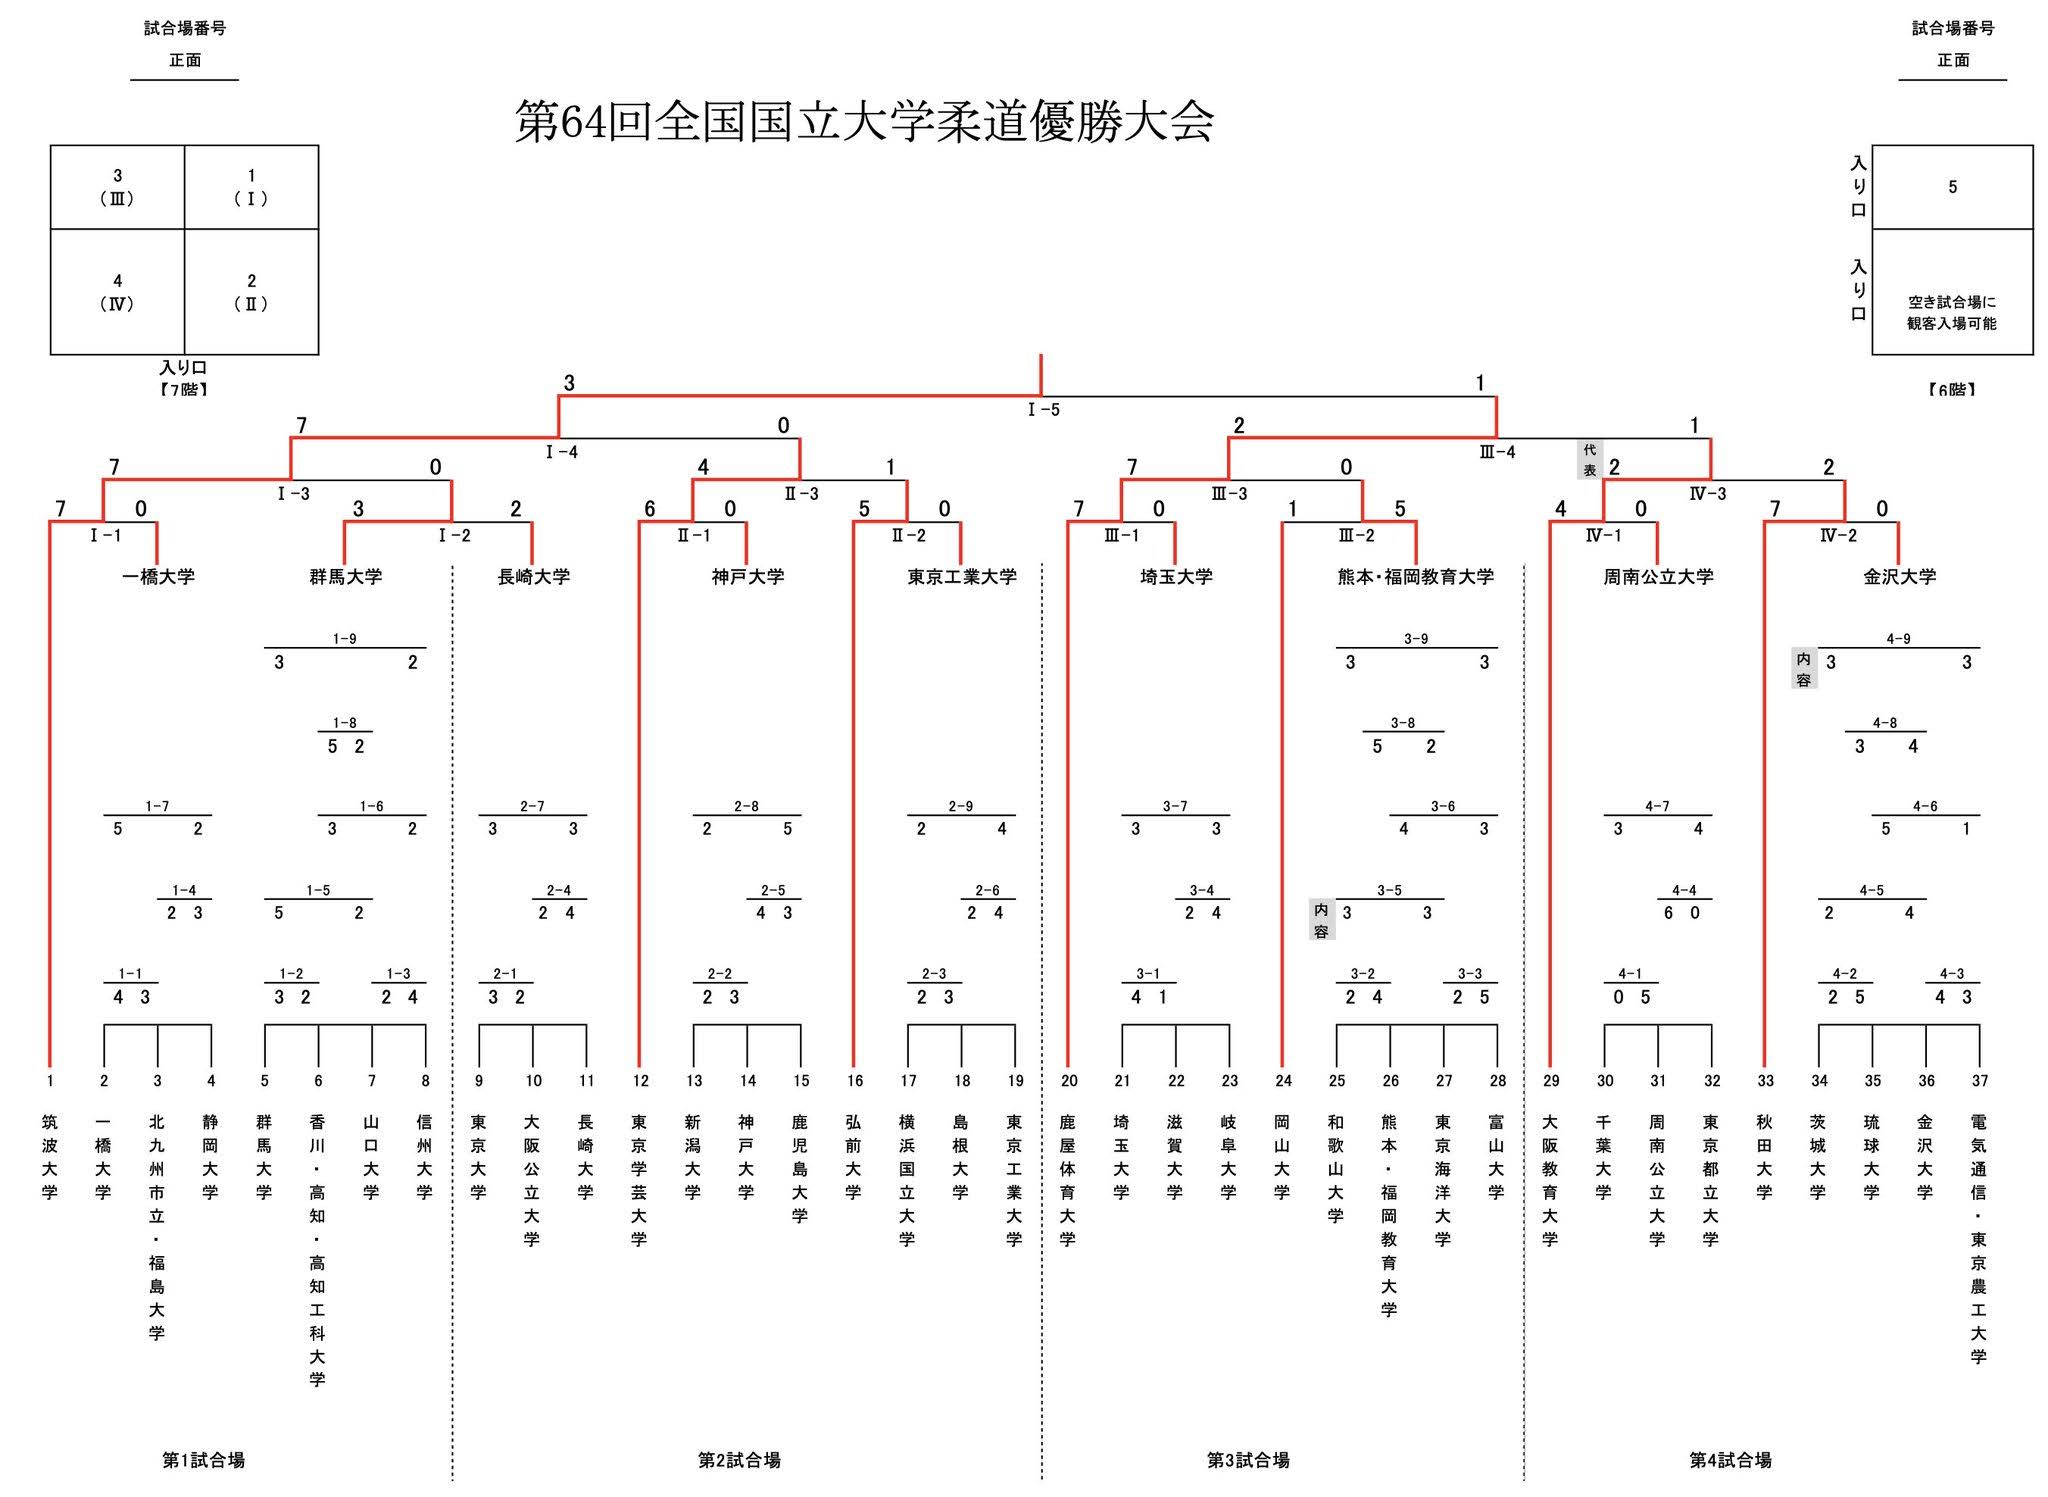 試合場番号
正面
試合場番号
正面
第64回全国国立大学柔道優勝大会
3
(Ⅲ)
1
(Ⅰ)
4
(Ⅳ)
2
(Ⅱ)
入り口
【7階】
入り口
5
入り口
空き試合場に
観客入場可能
【6階】
3 1
Ⅰ-5
7 0
Ⅰ-4
2 1
Ⅲ-4
代表
7 0
Ⅰ-3
4 1
Ⅱ-3
7 0
Ⅲ-3
2 2
Ⅳ-3
7 0
Ⅰ-1
3 2
Ⅰ-2
6 0
Ⅱ-1
5 0
Ⅱ-2
7 0
Ⅲ-1
1 5
Ⅲ-2
4 0
Ⅳ-1
7 0
Ⅳ-2
一橋大学
群馬大学
長崎大学
神戸大学
東京工業大学
埼玉大学
熊本・福岡教育大学
周南公立大学
金沢大学
1-9
3 2
3-9
3 3
4-9
内容
3 3
1-8
5 2
3-8
5 2
4-8
3 4
1-7
5 2
1-6
3 2
2-7
3 3
2-8
2 5
2-9
2 4
3-7
3 3
3-6
4 3
4-7
3 4
4-6
5 1
1-4
2 3
1-5
5 2
2-4
2 4
2-5
4 3
2-6
2 4
3-4
2 4
3-5
内容
3 3
4-4
6 0
4-5
2 4
1-1
4 3
1-2
3 2
1-3
2 4
2-1
3 2
2-2
2 3
2-3
2 3
3-1
4 1
3-2
2 4
3-3
2 5
4-1
0 5
4-2
2 5
4-3
4 3
1
筑波大学
2
一橋大学
3
北九州市立・福島大学
4
静岡大学
5
群馬大学
6
香川・高知・高知工科大学
7
山口大学
8
信州大学
9
東京大学
10
大阪公立大学
11
長崎大学
12
東京学芸大学
13
新潟大学
14
神戸大学
15
鹿児島大学
16
弘前大学
17
横浜国立大学
18
島根大学
19
東京工業大学
20
鹿屋体育大学
21
埼玉大学
22
滋賀大学
23
岐阜大学
24
岡山大学
25
和歌山大学
26
熊本・福岡教育大学
27
東京海洋大学
28
富山大学
29
大阪教育大学
30
千葉大学
31
周南公立大学
32
東京都立大学
33
秋田大学
34
茨城大学
35
琉球大学
36
金沢大学
37
電気通信・東京農工大学
第1試合場
第2試合場
第3試合場
第4試合場